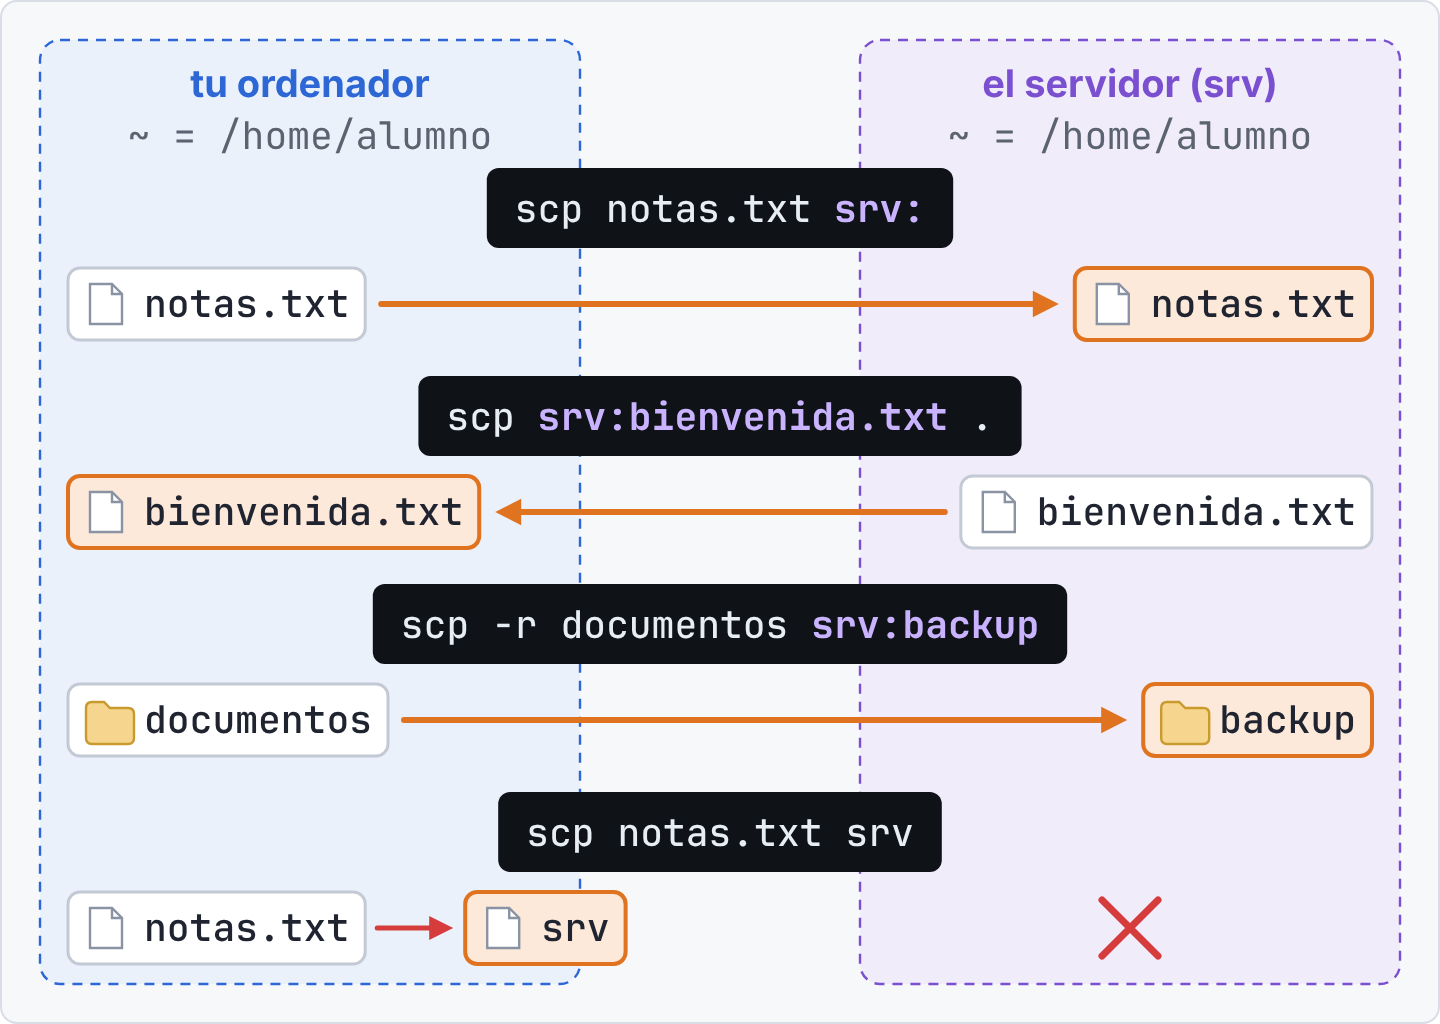 tu ordenador
~ = /home/alumno
el servidor (srv)
~ = /home/alumno
scp notas.txt srv:
notas.txt
notas.txt
scp srv:bienvenida.txt .
bienvenida.txt
bienvenida.txt
scp -r documentos srv:backup
documentos
backup
scp notas.txt srv
notas.txt
srv